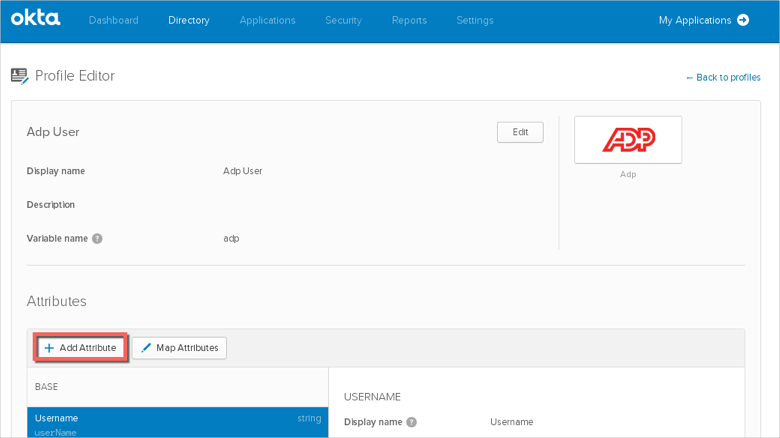 okta Dashboard Directory Applications Security Reports Settings My Applications
Profile Editor ← Back to profiles
Adp User Edit ADP
Display name Adp User Adp
Description
Variable name ? adp
Attributes
Add Attribute Map Attributes
BASE
USERNAME
Username string
Display name ? Username
userName